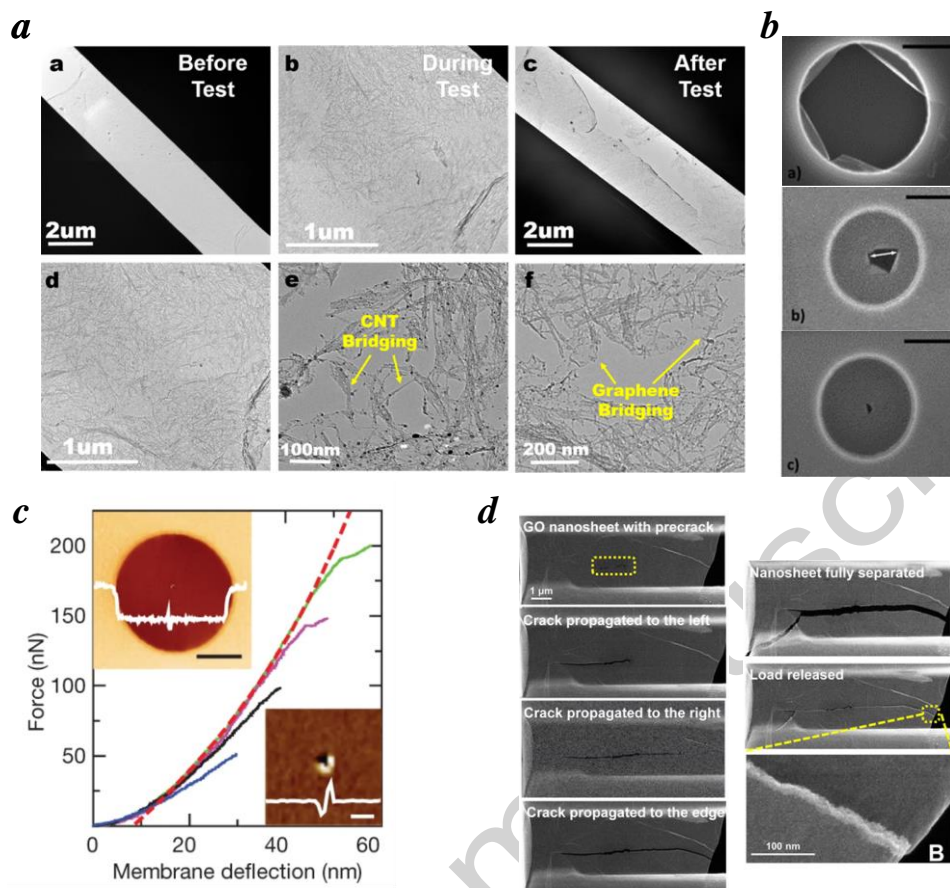 a
b
a
Before
Test
b
During
Test
c
After
Test
2um
1um
2um
a)
d
e
f
CNT
Bridging
Graphene
Bridging
1um
100nm
200 nm
b)
c)
c
Force (nN)
200
150
100
50
0
0
20
40
60
Membrane deflection (nm)
d
GO nanosheet with precrack
1 µm
Crack propagated to the left
Crack propagated to the right
Crack propagated to the edge
Nanosheet fully separated
Load released
100 nm
B